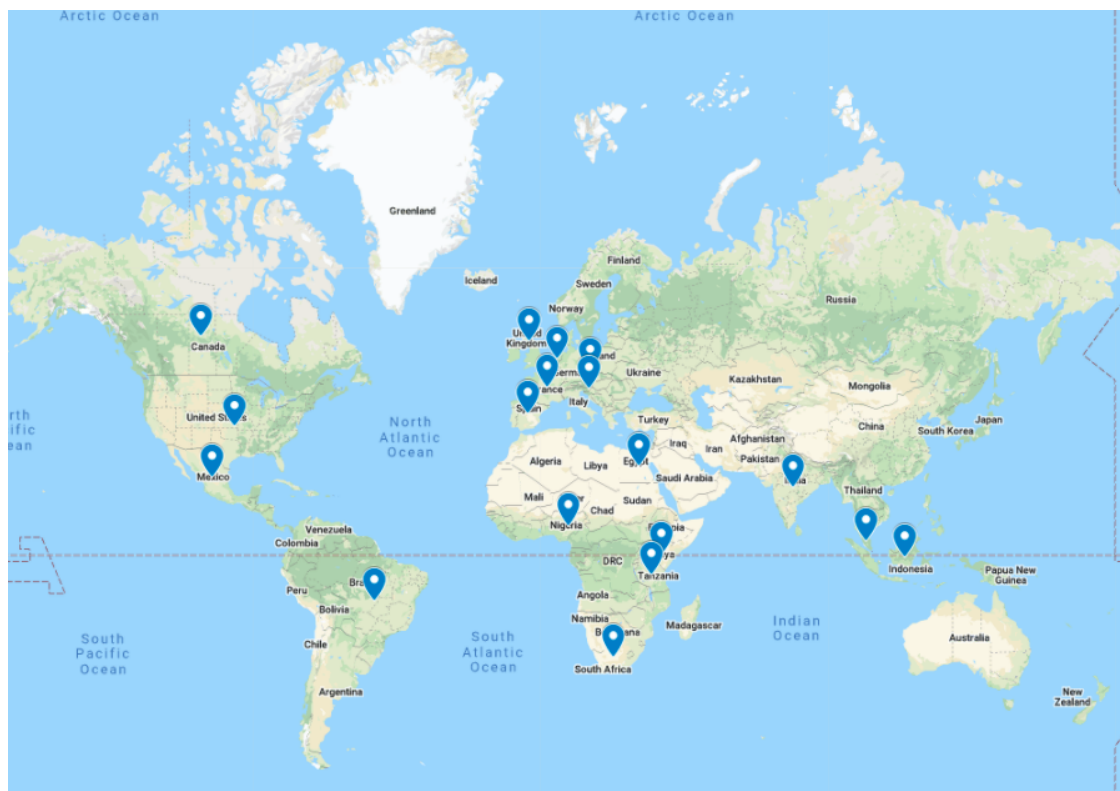 Arctic Ocean
Arctic Ocean
Greenland
Iceland
Finland
Sweden
Norway
Russia
Canada
United
Kingdom
Ukraine
Kazakhstan
Mongolia
Italy
Turkey
Japan
South Korea
China
Afghanistan
Iraq
Iran
Pakistan
United
North
Atlantic
Ocean
Algeria
Libya
Saudi Arabia
Mexico
Mali
Chad
Sudan
Thailand
Nigeria
Venezuela
Colombia
DRC
Tanzania
Indonesia
Papua New
Guinea
Peru
Bolivia
Angola
Namibia
Madagascar
Indian
Ocean
South
Pacific
Ocean
South
Atlantic
Ocean
Chile
South Africa
Australia
Argentina
New
Zealand